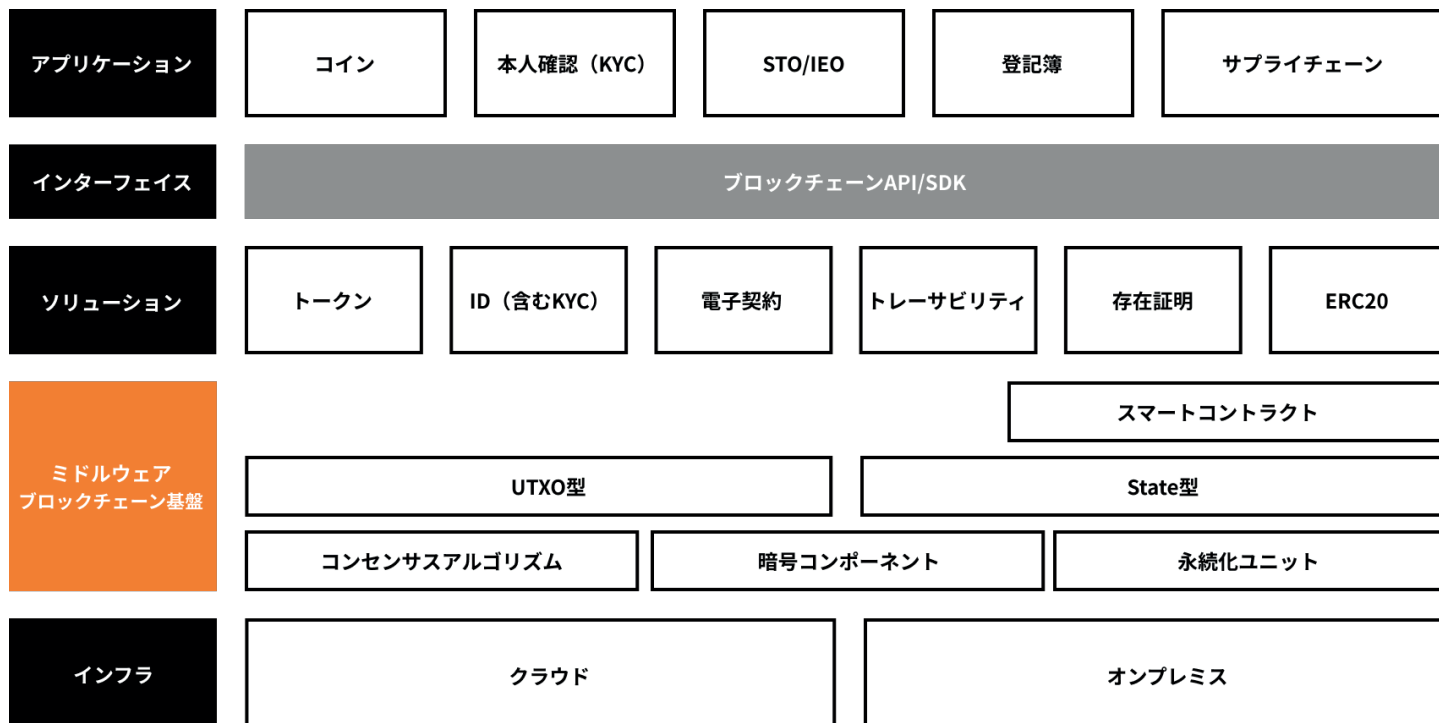 アプリケーション
コイン
本人確認（KYC）
STO/IEO
登記簿
サプライチェーン
インターフェイス
ブロックチェーンAPI/SDK
ソリューション
トークン
ID（含むKYC）
電子契約
トレーサビリティ
存在証明
ERC20
ミドルウェア
ブロックチェーン基盤
スマートコントラクト
UTXO型
State型
コンセンサスアルゴリズム
暗号コンポーネント
永続化ユニット
インフラ
クラウド
オンプレミス